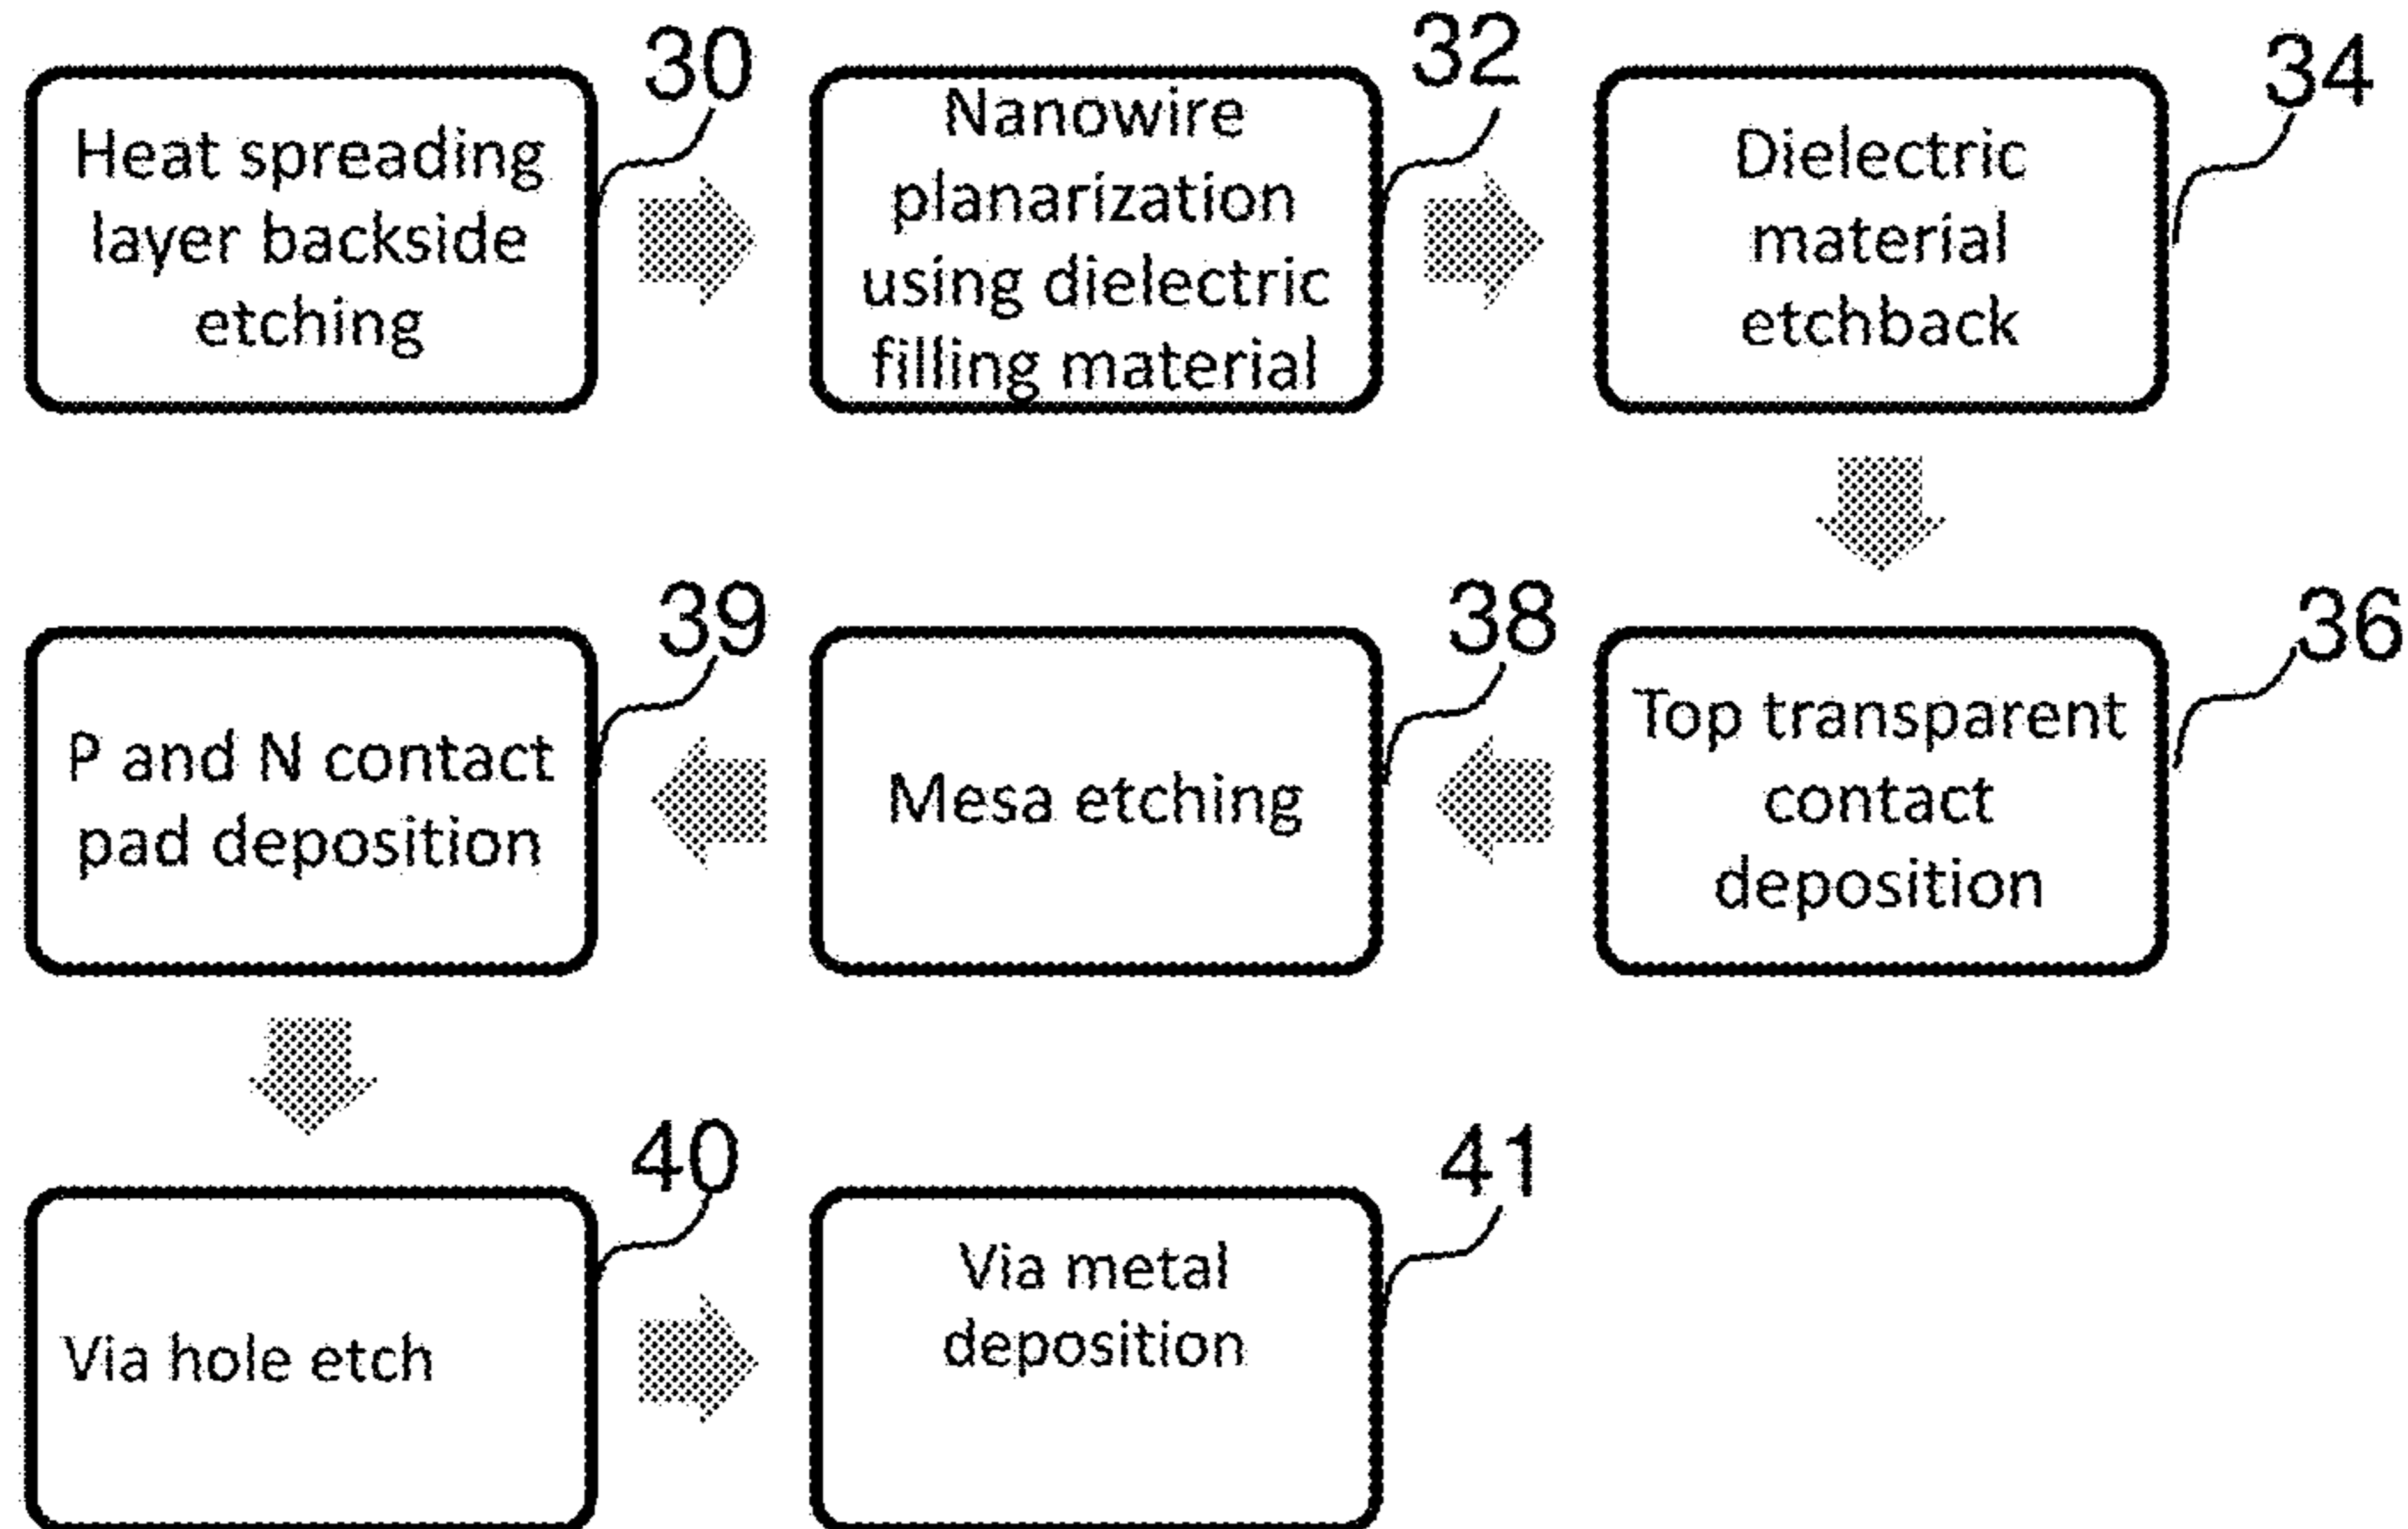 30
Heat spreading
layer backside
etching
32
Nanowire
planarization
using dielectric
filling material
34
Dielectric
material
etchback
36
Top transparent
contact
deposition
38
Mesa etching
39
P and N contact
pad deposition
40
Via hole etch
41
Via metal
deposition